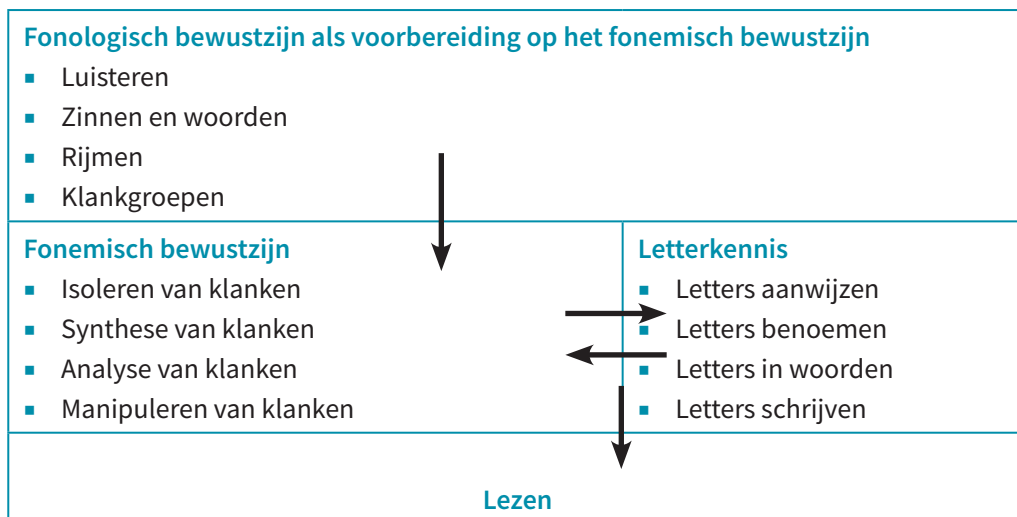 Fonologisch bewustzijn als voorbereiding op het fonemisch bewustzijn
▪ Luisteren
▪ Zinnen en woorden
▪ Rijmen
▪ Klankgroepen
Fonemisch bewustzijn
▪ Isoleren van klanken
▪ Synthese van klanken
▪ Analyse van klanken
▪ Manipuleren van klanken
Letterkennis
▪ Letters aanwijzen
▪ Letters benoemen
▪ Letters in woorden
▪ Letters schrijven
Lezen